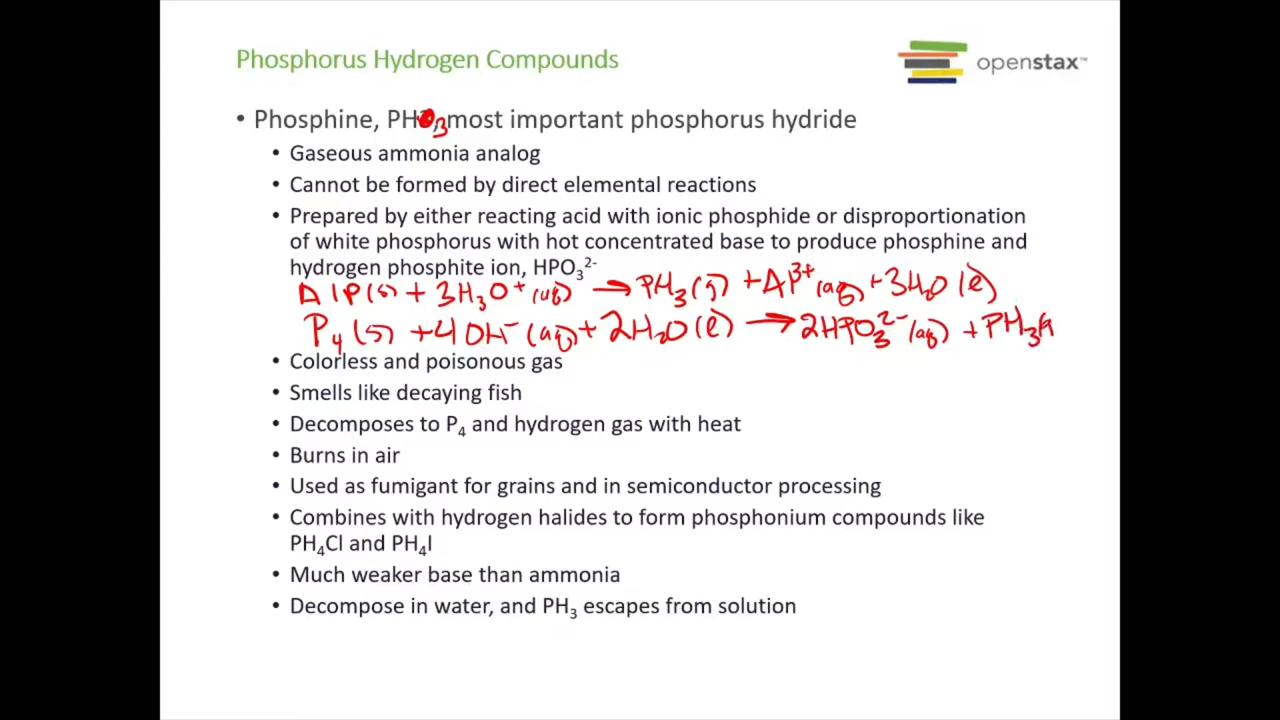 Phosphorus Hydrogen Compounds
openstax™
• Phosphine, PH₃, most important phosphorus hydride
• Gaseous ammonia analog
• Cannot be formed by direct elemental reactions
• Prepared by either reacting acid with ionic phosphide or disproportionation
of white phosphorus with hot concentrated base to produce phosphine and
hydrogen phosphite ion, HPO₃²⁻
AlP(s) + 3H₃O⁺(aq) → PH₃(g) + Al³⁺(aq) + 3H₂O(l)
P₄(s) + 4OH⁻(aq) + 2H₂O(l) → 2HPO₃²⁻(aq) + PH₃
• Colorless and poisonous gas
• Smells like decaying fish
• Decomposes to P₄ and hydrogen gas with heat
• Burns in air
• Used as fumigant for grains and in semiconductor processing
• Combines with hydrogen halides to form phosphonium compounds like
PH₄Cl and PH₄I
• Much weaker base than ammonia
• Decompose in water, and PH₃ escapes from solution